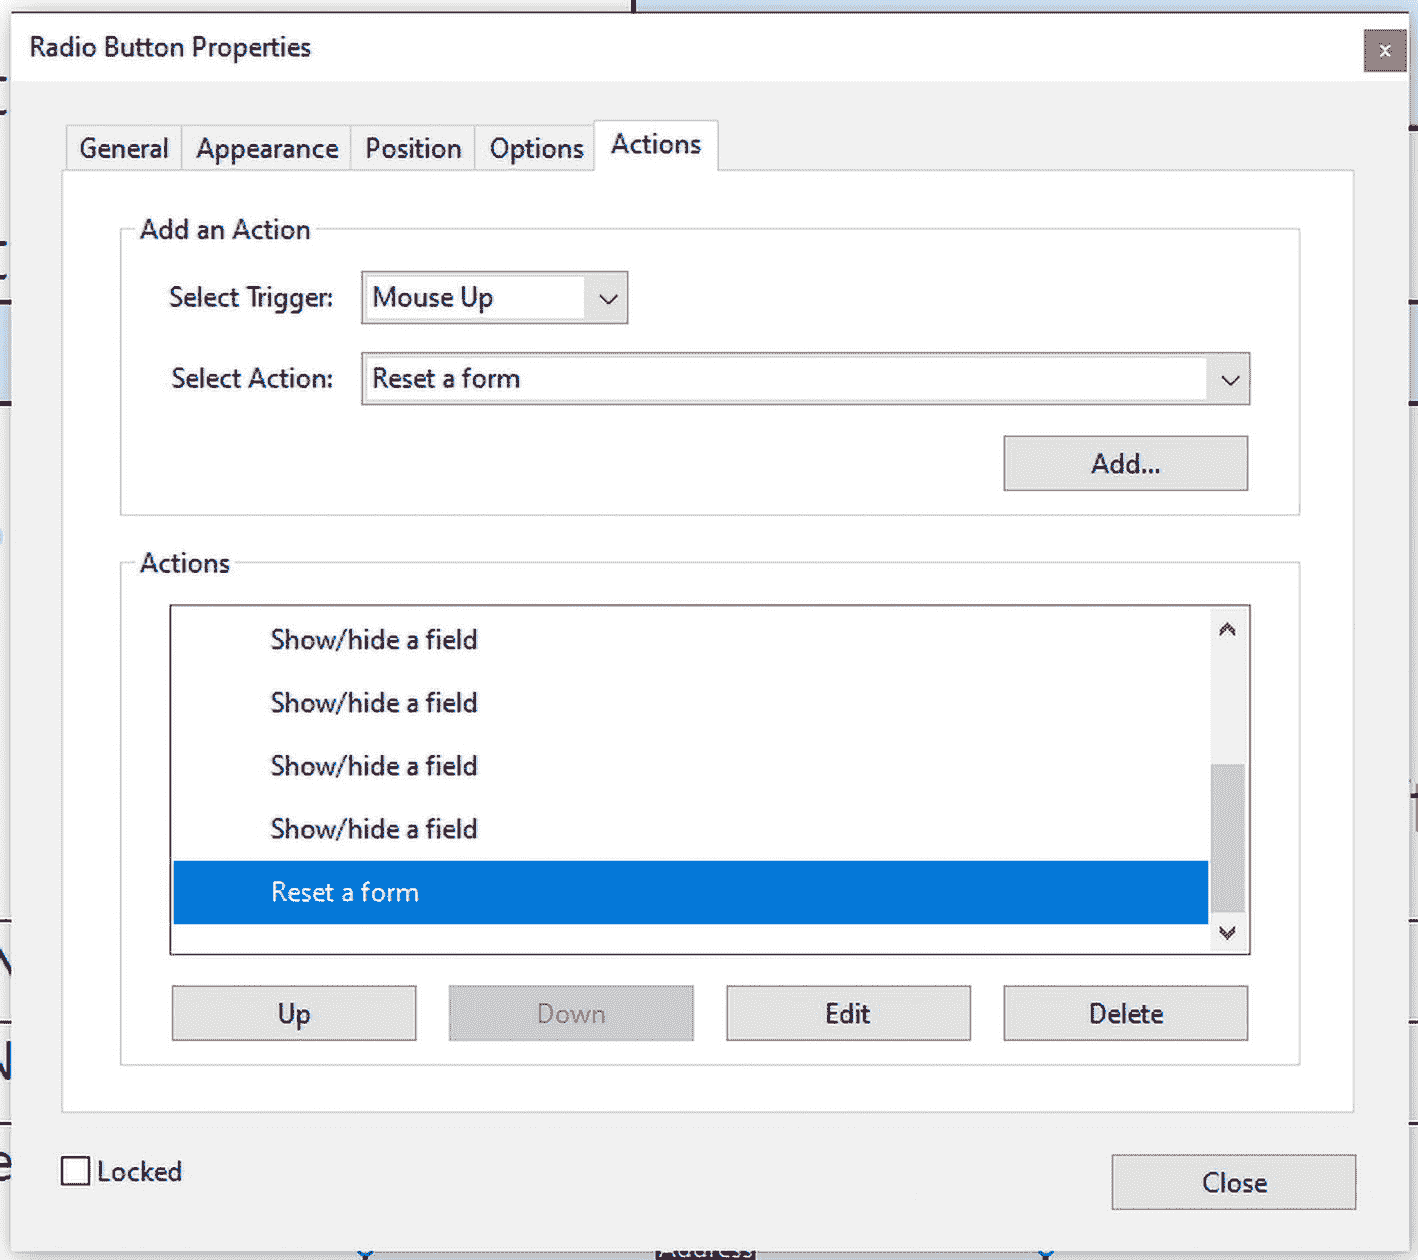 Radio Button Properties
General Appearance Position Options Actions
Add an Action
Select Trigger: Mouse Up
Select Action: Reset a form
Add...
Actions
Show/hide a field
Show/hide a field
Show/hide a field
Show/hide a field
Reset a form
Up Down Edit Delete
Locked
Close
Address